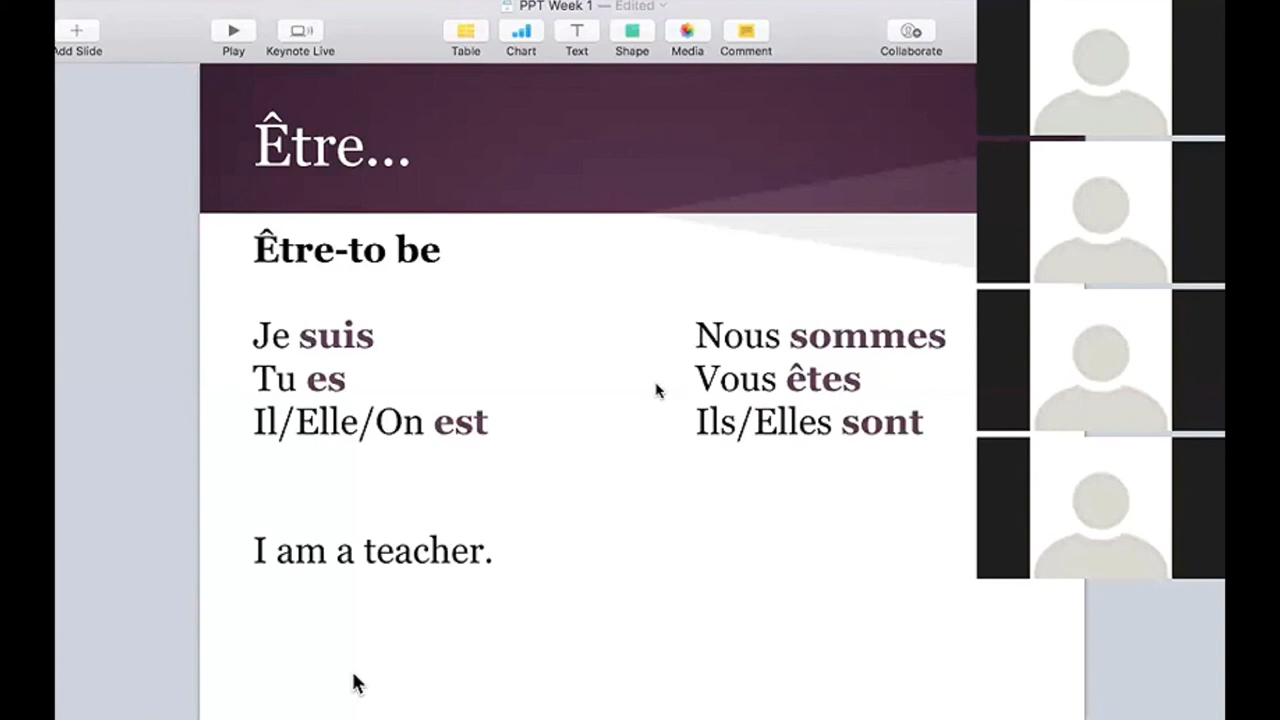 PPT Week 1 — Edited
Add Slide
Play
Keynote Live
Table
Chart
Text
Shape
Media
Comment
Collaborate
Être...
Être-to be
Je suis
Tu es
Il/Elle/On est
Nous sommes
Vous êtes
Ils/Elles sont
I am a teacher.